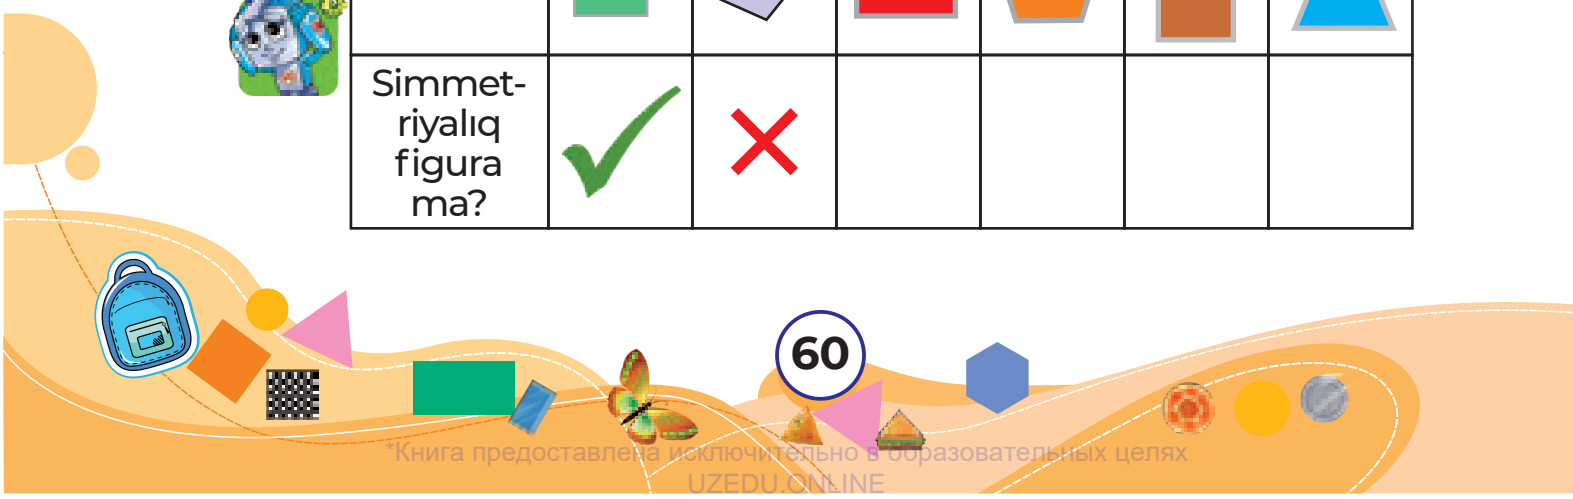 Simmet-
riyalıq
figura
ma?
60
*Книга предоставлена исключительно в образовательных целях
UZEDU.ONLINE